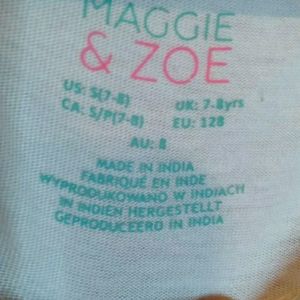 MAGGIE
& ZOE
US: S(7-8) UK: 7-8yrs
CA: S/P(7-8) EU: 128
AU: 8
MADE IN INDIA
FABRIQUÉ EN INDE
WYPRODUKOWANO W INDIACH
IN INDIEN HERGESTELLT
GEPRODUCEERD IN INDIA